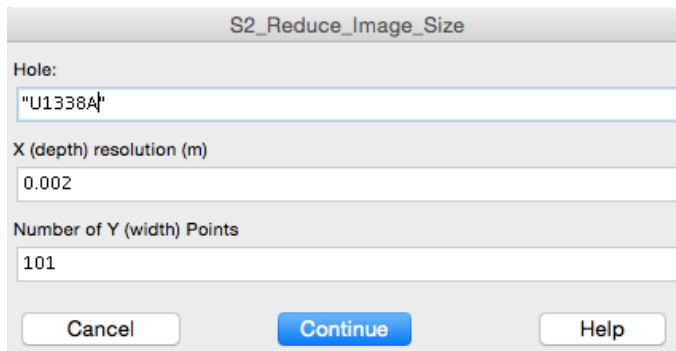 S2_Reduce_Image_Size
Hole:
"U1338A"
X (depth) resolution (m)
0.002
Number of Y (width) Points
101
Cancel Continue Help